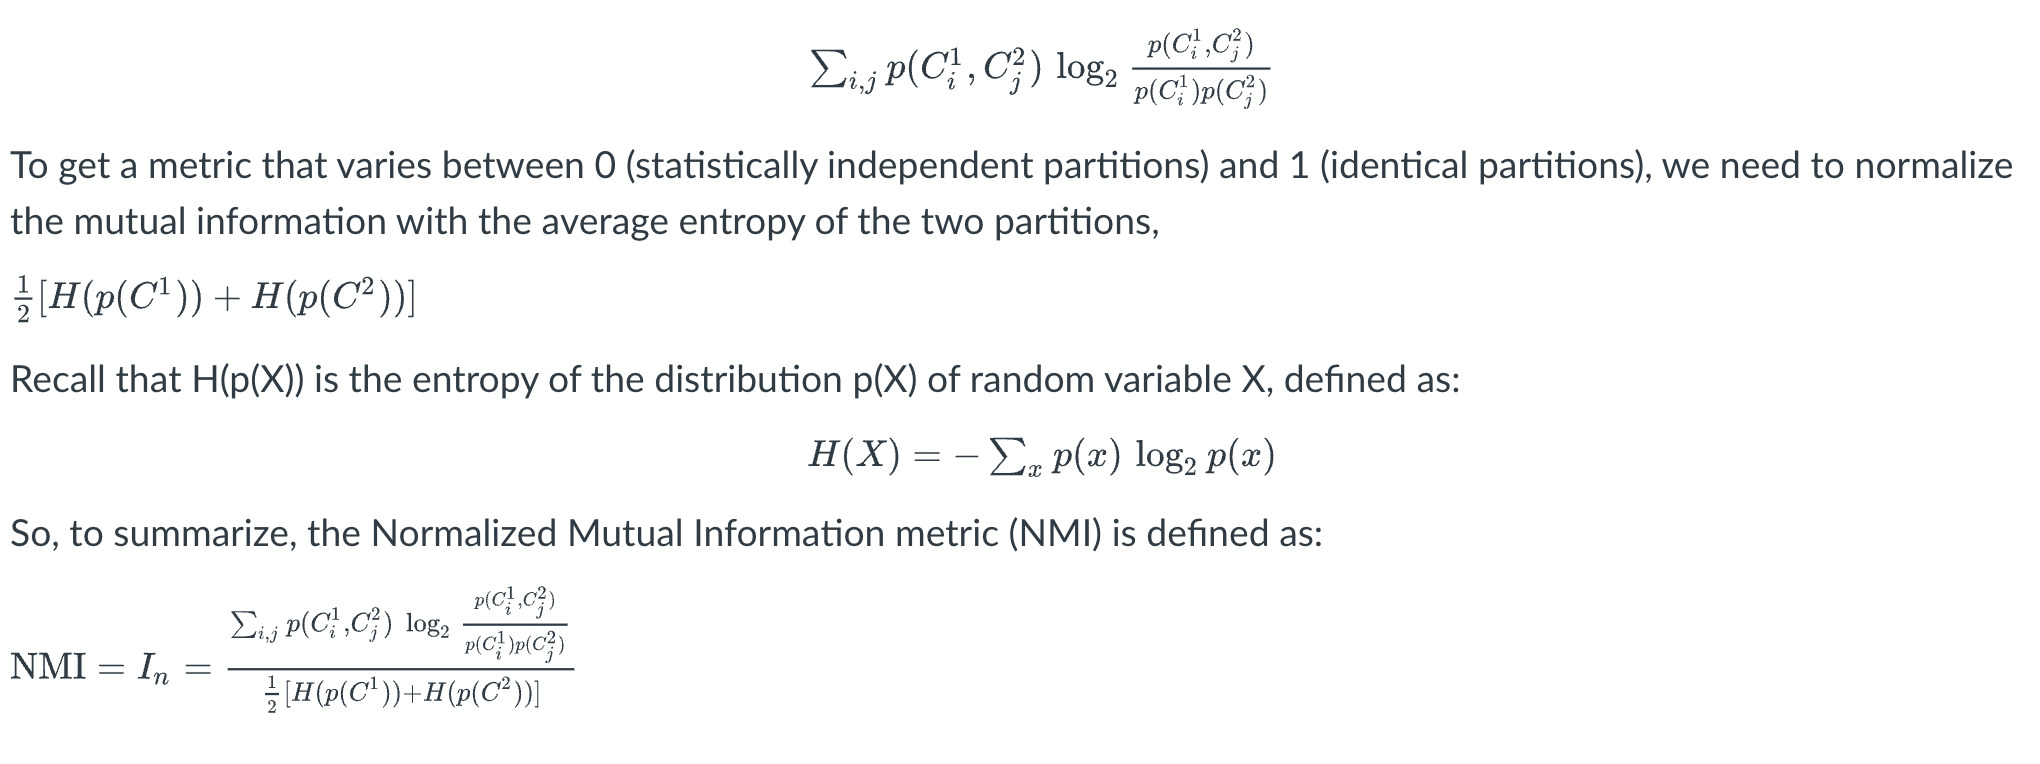 $\sum_{i,j} p(C_i^1, C_j^2) \log_2 \frac{p(C_i^1, C_j^2)}{p(C_i^1)p(C_j^2)}$
To get a metric that varies between 0 (statistically independent partitions) and 1 (identical partitions), we need to normalize
the mutual information with the average entropy of the two partitions,
$\frac{1}{2}[H(p(C^1)) + H(p(C^2))]$
Recall that H(p(X)) is the entropy of the distribution p(X) of random variable X, defined as:
$H(X) = -\sum_x p(x) \log_2 p(x)$
So, to summarize, the Normalized Mutual Information metric (NMI) is defined as:
$\text{NMI} = I_n = \frac{\sum_{i,j} p(C_i^1, C_j^2) \log_2 \frac{p(C_i^1, C_j^2)}{p(C_i^1)p(C_j^2)}}{\frac{1}{2}[H(p(C^1))+H(p(C^2))]}$